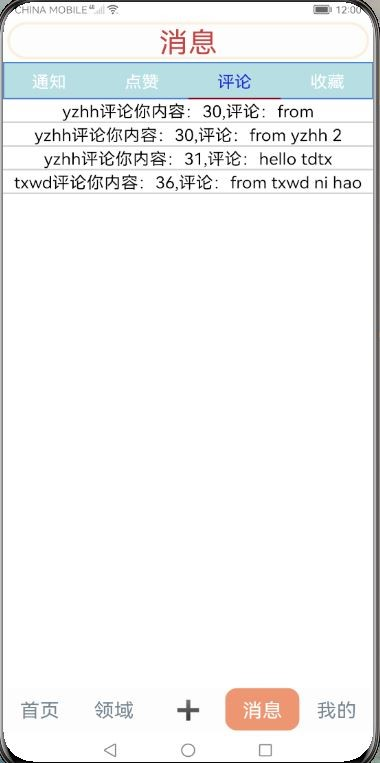 CHINA MOBILE 12:00
消息
通知 点赞 评论 收藏
yzhh评论你内容：30,评论：from
yzhh评论你内容：30,评论：from yzhh 2
yzhh评论你内容：31,评论：hello tdtx
txwd评论你内容：36,评论：from txwd ni hao
首页 领域 + 消息 我的